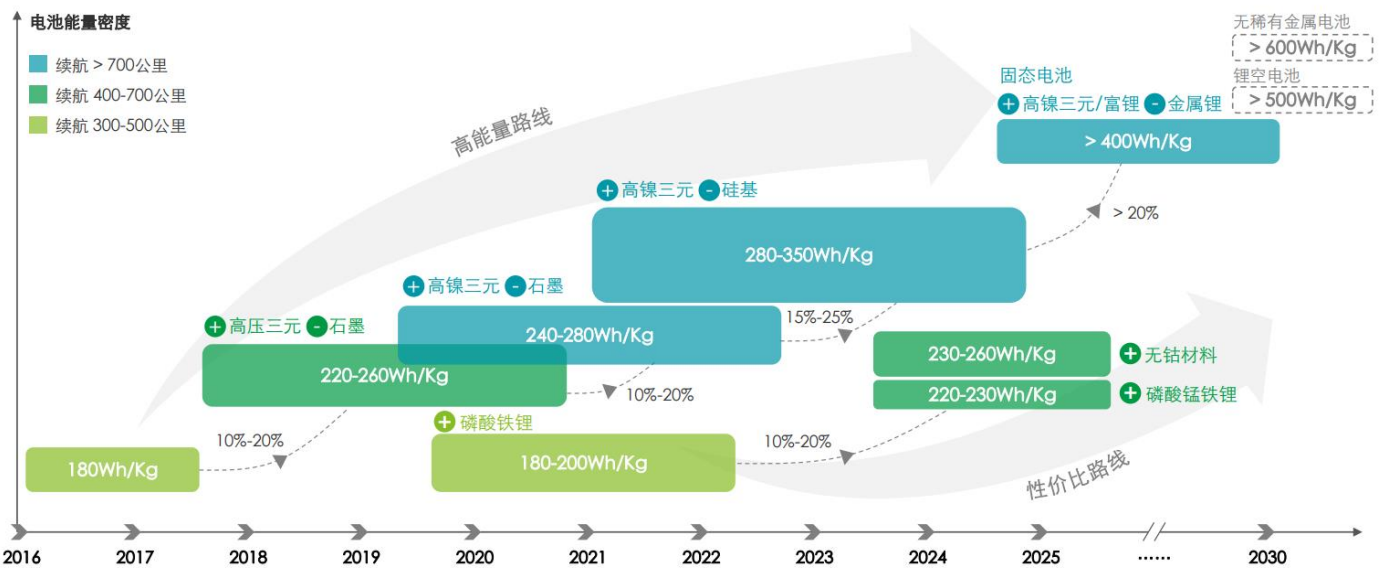 电池能量密度
续航 > 700公里
续航 400-700公里
续航 300-500公里
高能量路线
无稀有金属电池
> 600Wh/Kg
锂空电池
> 500Wh/Kg
固态电池
+ 高镍三元/富锂 - 金属锂
> 400Wh/Kg
> 20%
+ 高镍三元 - 硅基
280-350Wh/Kg
+ 高镍三元 - 石墨
240-280Wh/Kg
15%-25%
+ 高压三元 - 石墨
220-260Wh/Kg
10%-20%
230-260Wh/Kg
+ 无钴材料
220-230Wh/Kg
+ 磷酸锰铁锂
+ 磷酸铁锂
180Wh/Kg
10%-20%
180-200Wh/Kg
10%-20%
性价比路线
2016 2017 2018 2019 2020 2021 2022 2023 2024 2025 …… 2030